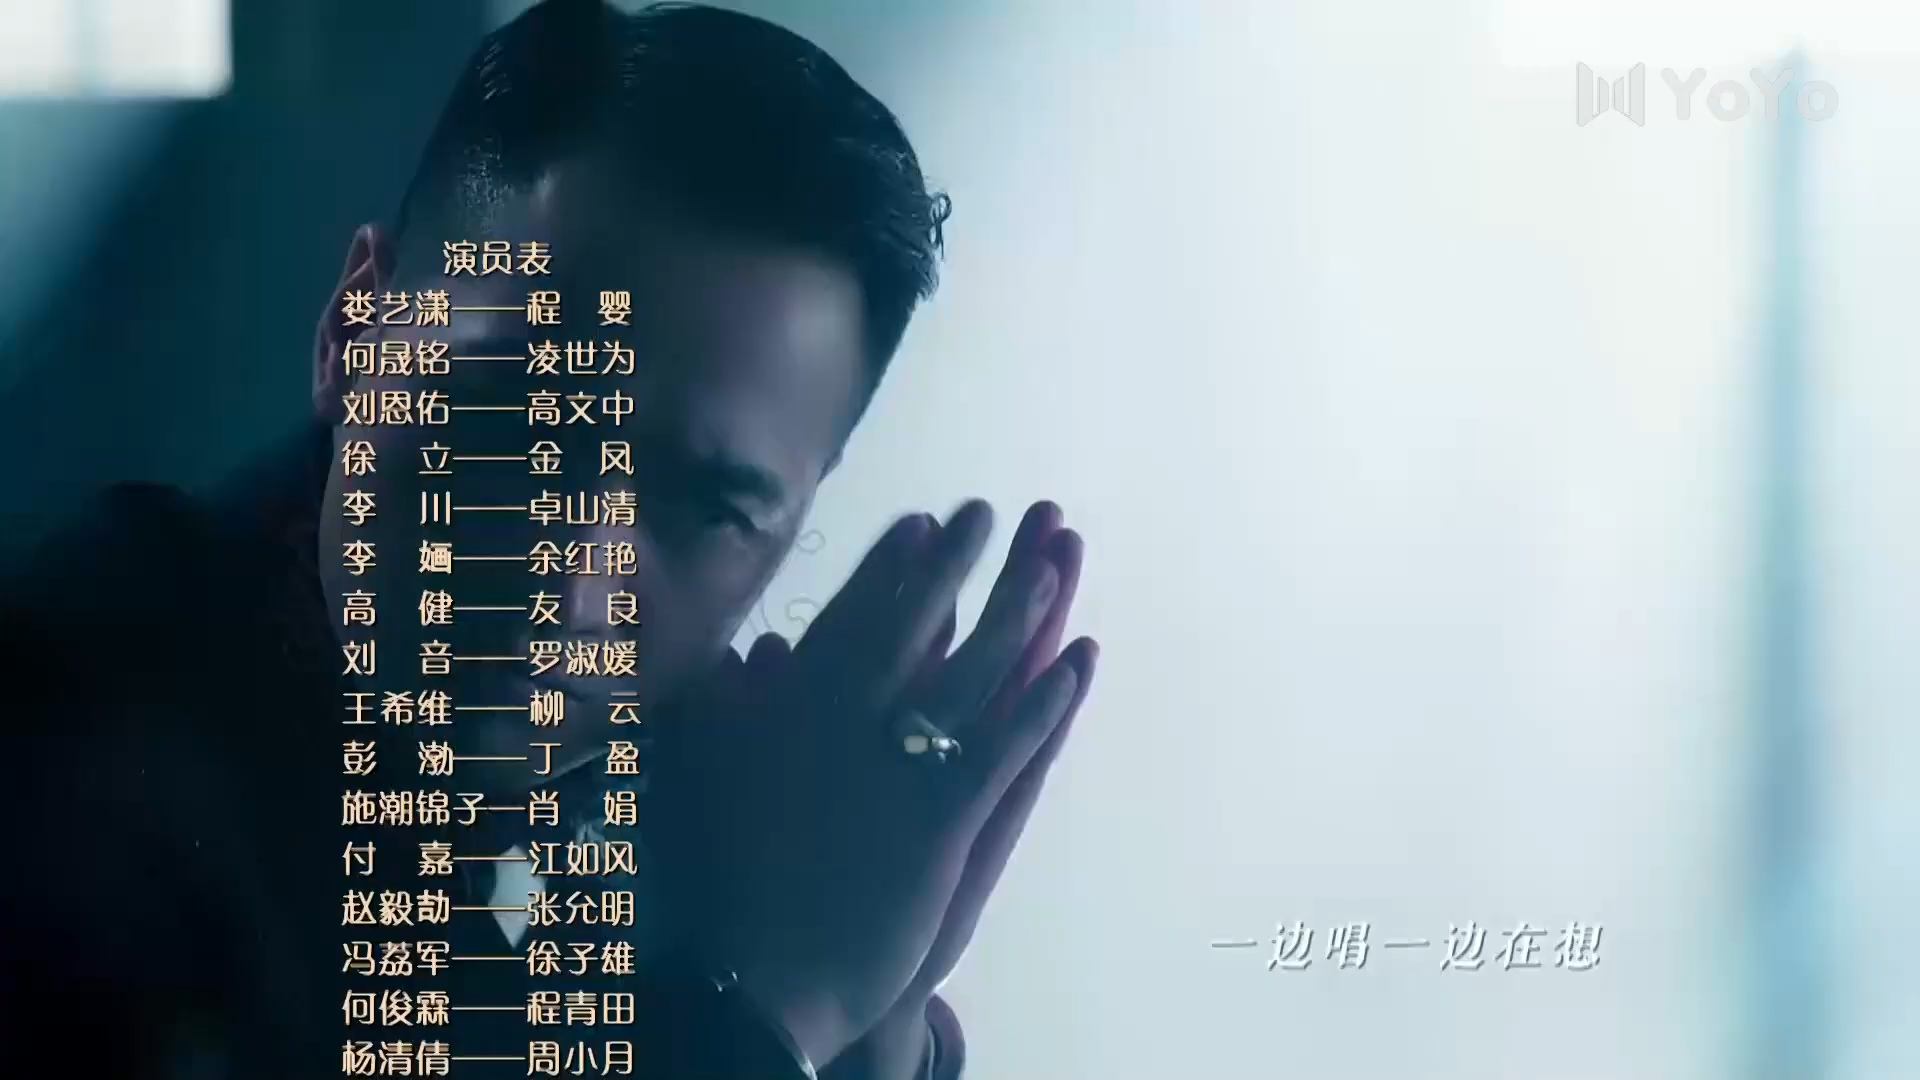 YoYo
演员表
娄艺潇——程 婴
何晟铭——凌世为
刘恩佑——高文中
徐 立——金 凤
李 川——卓山清
李 婳——余红艳
高 健——友 良
刘 音——罗淑媛
王希维——柳 云
彭 渤——丁 盈
施潮锦子—肖 娟
付 嘉——江如风
赵毅劼——张允明
冯荔军——徐子雄
何俊霖——程青田
杨清倩——周小月
一边唱一边在想